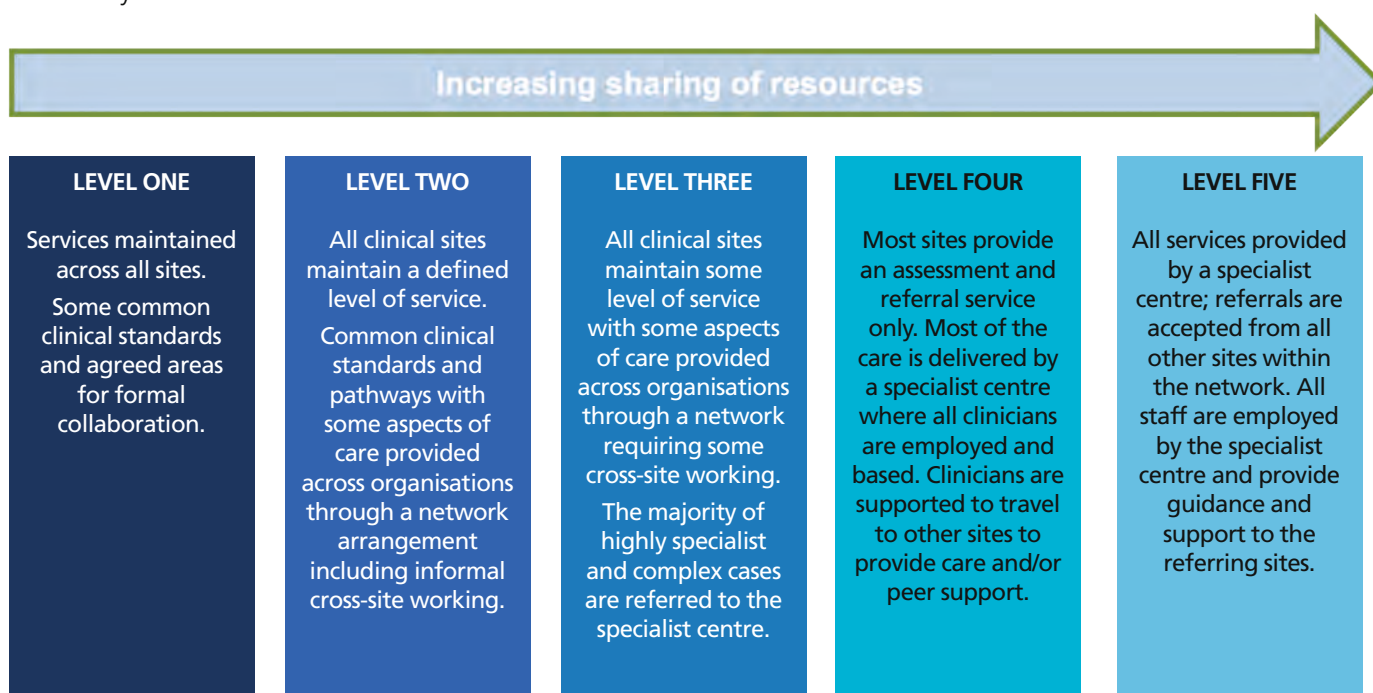 Increasing sharing of resources
LEVEL ONE
Services maintained
across all sites.
Some common
clinical standards
and agreed areas
for formal
collaboration.
LEVEL TWO
All clinical sites
maintain a defined
level of service.
Common clinical
standards and
pathways with
some aspects of
care provided
across organisations
through a network
arrangement
including informal
cross-site working.
LEVEL THREE
All clinical sites
maintain some
level of service
with some aspects
of care provided
across organisations
through a network
requiring some
cross-site working.
The majority of
highly specialist
and complex cases
are referred to the
specialist centre.
LEVEL FOUR
Most sites provide
an assessment and
referral service
only. Most of the
care is delivered by
a specialist centre
where all clinicians
are employed and
based. Clinicians are
supported to travel
to other sites to
provide care and/or
peer support.
LEVEL FIVE
All services provided
by a specialist
centre; referrals are
accepted from all
other sites within
the network. All
staff are employed
by the specialist
centre and provide
guidance and
support to the
referring sites.